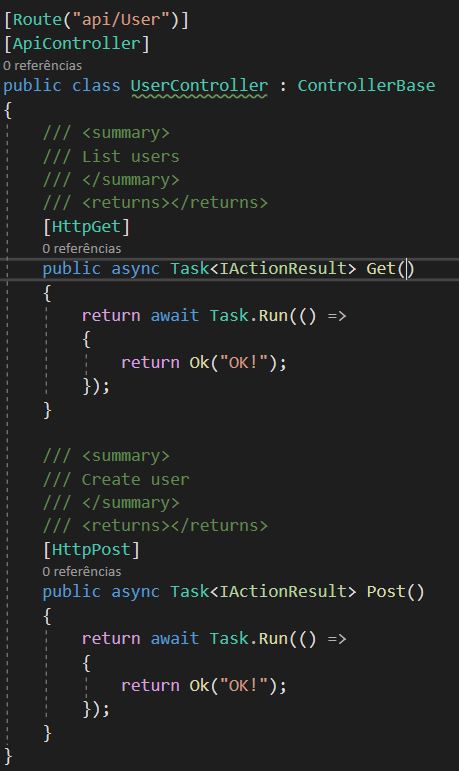 [Route("api/User")]
[ApiController]
0 referências
public class UserController : ControllerBase
{
/// <summary>
/// List users
/// </summary>
/// <returns></returns>
[HttpGet]
0 referências
public async Task<IActionResult> Get()
{
return await Task.Run(() =>
{
return Ok("OK!");
});
}
/// <summary>
/// Create user
/// </summary>
/// <returns></returns>
[HttpPost]
0 referências
public async Task<IActionResult> Post()
{
return await Task.Run(() =>
{
return Ok("OK!");
});
}
}